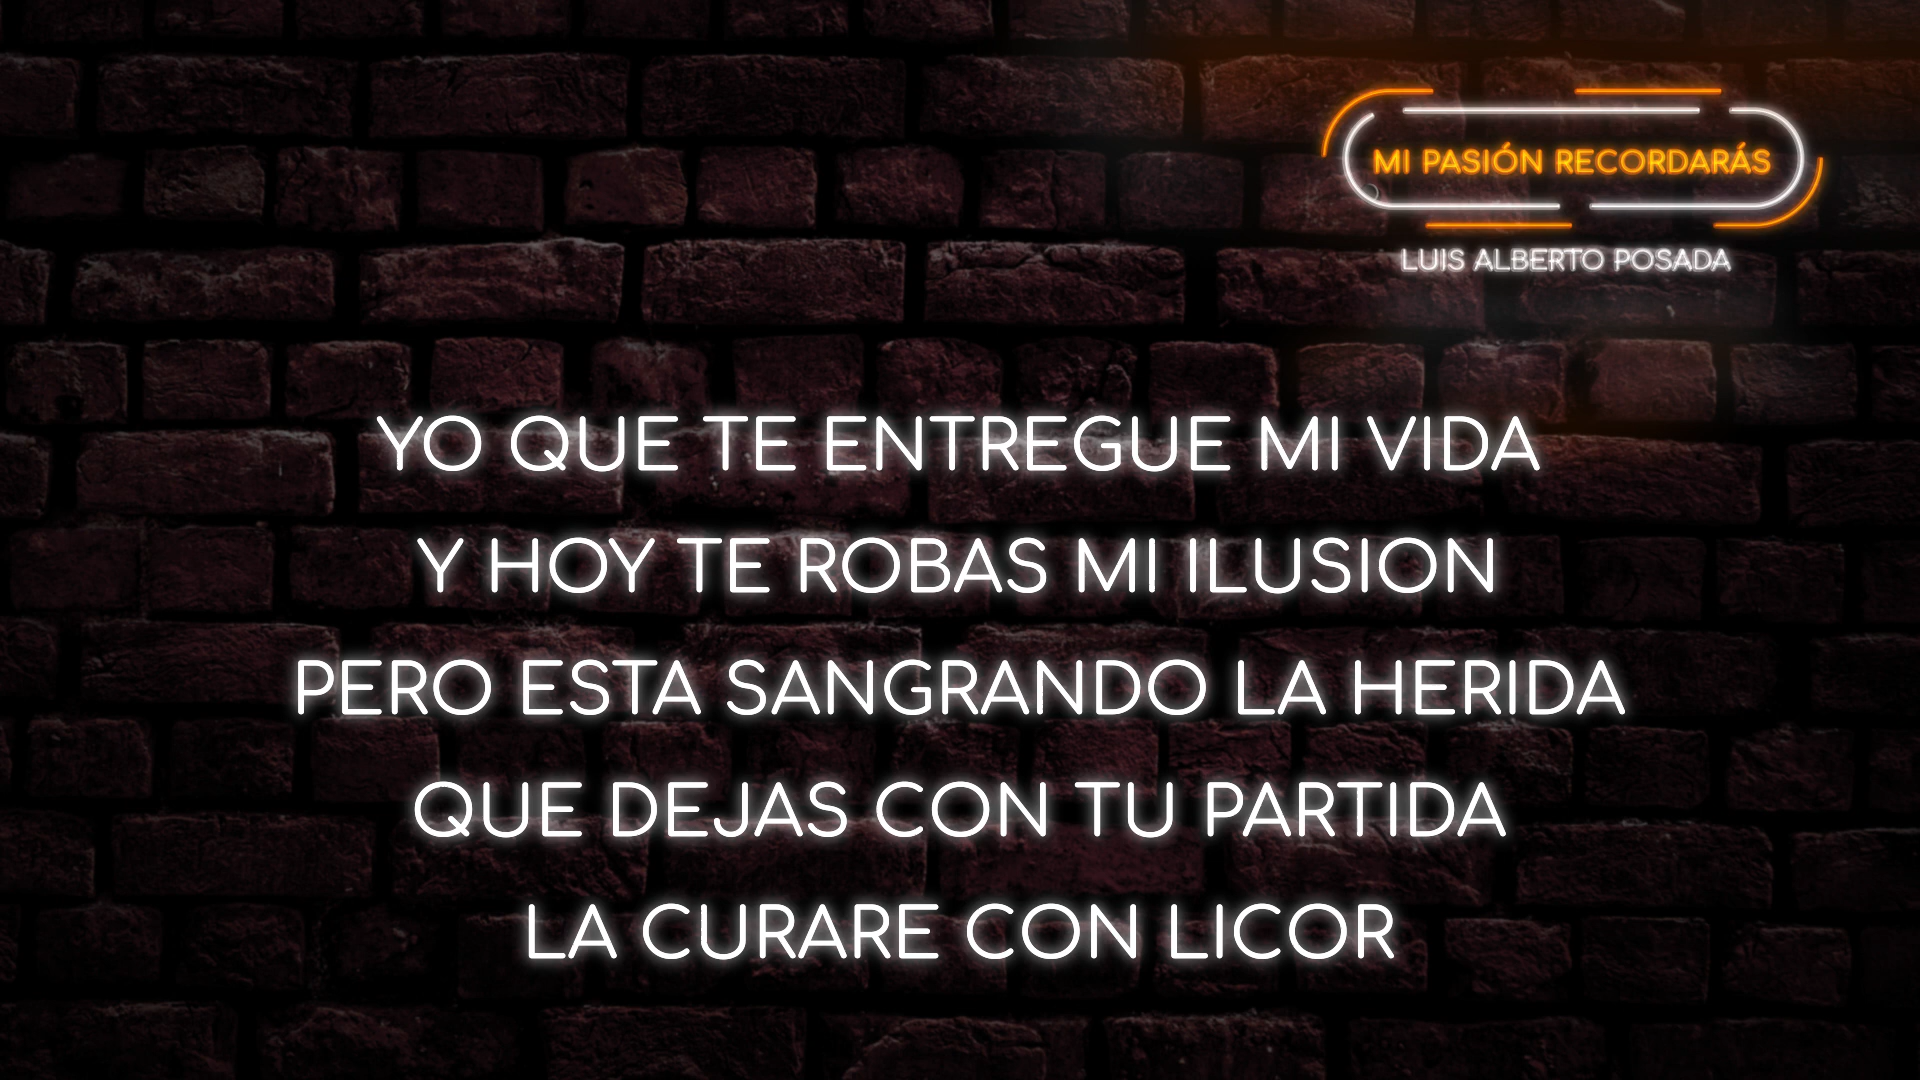 MI PASIÓN RECORDARÁS
LUIS ALBERTO POSADA
YO QUE TE ENTREGUE MI VIDA
Y HOY TE ROBAS MI ILUSION
PERO ESTA SANGRANDO LA HERIDA
QUE DEJAS CON TU PARTIDA
LA CURARE CON LICOR